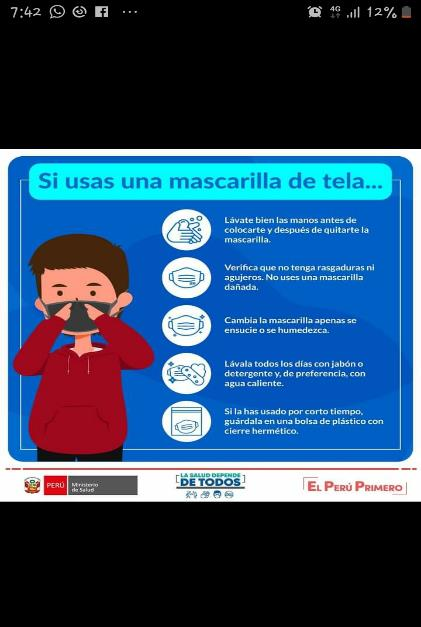 7:42
4G
12%
Si usas una mascarilla de tela...
Lávate bien las manos antes de
colocarte y después de quitarte la
mascarilla.
Verifica que no tenga rasgaduras ni
agujeros. No uses una mascarilla
dañada.
Cambia la mascarilla apenas se
ensucie o se humedezca.
Lávala todos los días con jabón o
detergente y, de preferencia, con
agua caliente.
Si la has usado por corto tiempo,
guárdala en una bolsa de plástico con
cierre hermético.
PERÚ
Ministerio
de Salud
LA SALUD DEPENDE
DE TODOS
EL PERÚ PRIMERO